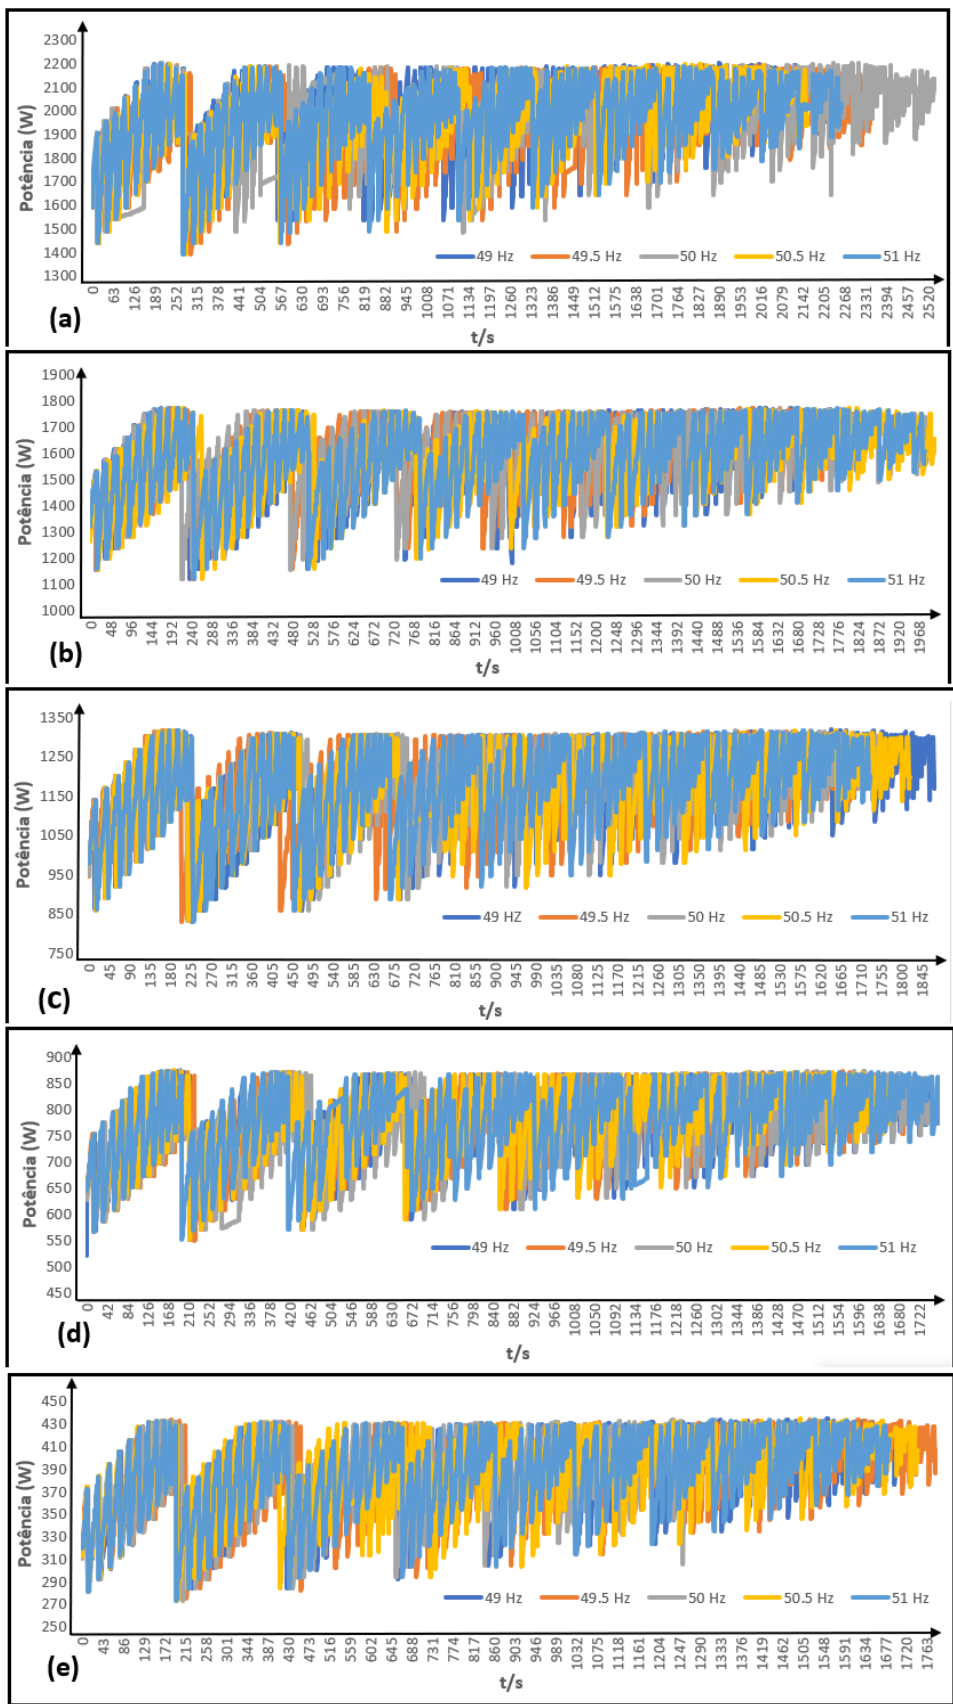 2300
2200
2100
2000
1900
1800
1700
1600
1500
1400
1300
Potência (W)
49 Hz 49.5 Hz 50 Hz 50.5 Hz 51 Hz
0 63 126 189 252 315 378 441 504 567 630 693 756 819 882 945 1008 1071 1134 1197 1260 1323 1386 1449 1512 1575 1638 1701 1764 1827 1890 1953 2016 2079 2142 2205 2268 2331 2394 2457 2520
(a)
t/s
1900
1800
1700
1600
1500
1400
1300
1200
1100
1000
Potência (W)
49 Hz 49.5 Hz 50 Hz 50.5 Hz 51 Hz
0 48 96 144 192 240 288 336 384 432 480 528 576 624 672 720 768 816 864 912 960 1008 1056 1104 1152 1200 1248 1296 1344 1392 1440 1488 1536 1584 1632 1680 1728 1776 1824 1872 1920 1968
(b)
t/s
1350
1250
1150
1050
950
850
750
Potência (W)
49 HZ 49.5 Hz 50 Hz 50.5 Hz 51 Hz
0 45 90 135 180 225 270 315 360 405 450 495 540 585 630 675 720 765 810 855 900 945 990 1035 1080 1125 1170 1215 1260 1305 1350 1395 1440 1485 1530 1575 1620 1665 1710 1755 1800 1845
(C)
t/s
900
850
800
750
700
650
600
550
500
450
Potência (W)
49 Hz 49.5 Hz 50 Hz 50.5 Hz 51 Hz
0 42 84 126 168 210 252 294 336 378 420 462 504 546 588 630 672 714 756 798 840 882 924 966 1008 1050 1092 1134 1176 1218 1260 1302 1344 1386 1428 1470 1512 1554 1596 1638 1680 1722
(d)
t/s
450
430
410
390
370
350
330
310
290
270
250
Potência (W)
49 Hz 49.5 Hz 50 Hz 50.5 Hz 51 Hz
0 43 86 129 172 215 258 301 344 387 430 473 516 559 602 645 688 731 774 817 860 903 946 989 1032 1075 1118 1161 1204 1247 1290 1333 1376 1419 1462 1505 1548 1591 1634 1677 1720 1763
(e)
t/s